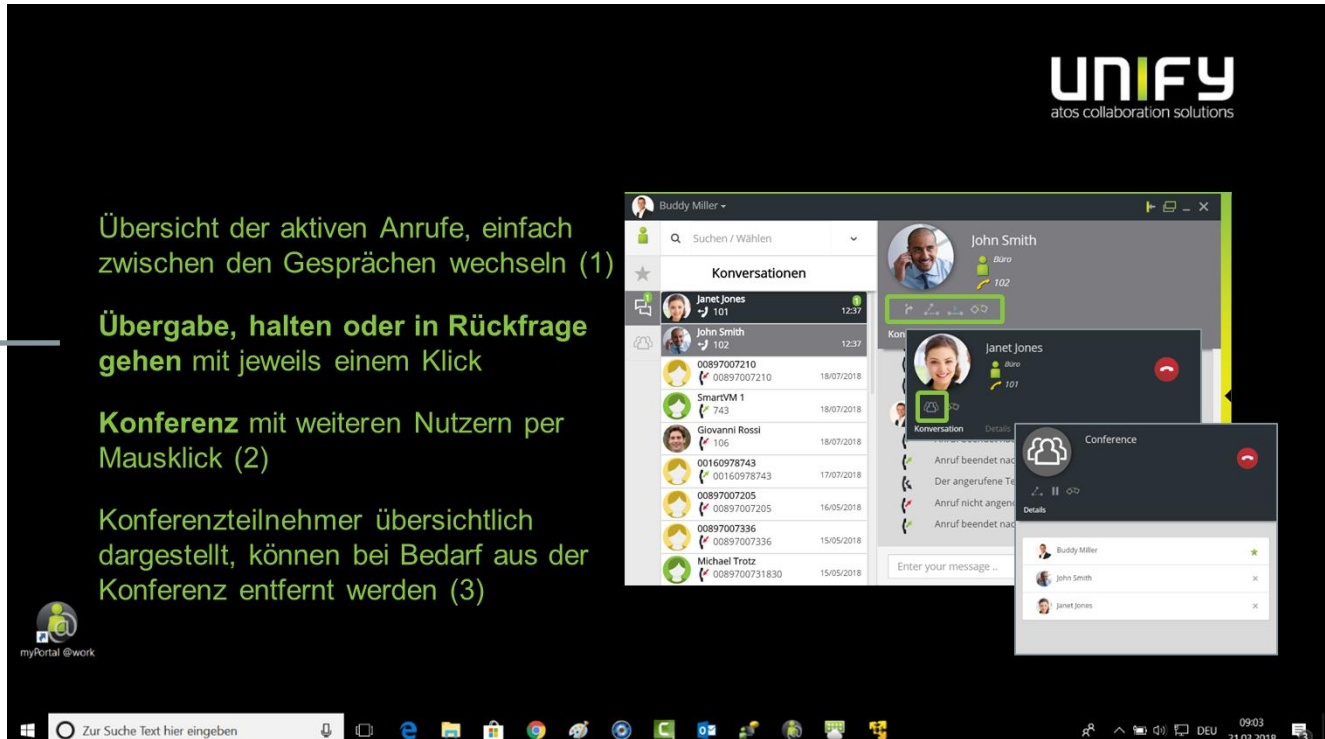 UNIFY
atos collaboration solutions
Übersicht der aktiven Anrufe, einfach
zwischen den Gesprächen wechseln (1)
Übergabe, halten oder in Rückfrage
gehen mit jeweils einem Klick
Konferenz mit weiteren Nutzern per
Mausklick (2)
Konferenzteilnehmer übersichtlich
dargestellt, können bei Bedarf aus der
Konferenz entfernt werden (3)
Buddy Miller
Suchen / Wählen
Konversationen
1
Janet Jones
1
101
12:37
John Smith
102
12:37
00897007210
00897007210
18/07/2018
SmartVM 1
743
18/07/2018
Giovanni Rossi
106
18/07/2018
00160978743
00160978743
17/07/2018
00897007205
00897007205
16/05/2018
00897007336
00897007336
15/05/2018
Michael Trotz
0089700731830
15/05/2018
John Smith
Büro
102
Kon
Janet Jones
Büro
101
Konversation
Details
Anruf beendet nac
Der angerufene Te
Anruf nicht angen
Anruf beendet nac
Enter your message ..
Conference
Details
Buddy Miller
John Smith
Janet Jones
myPortal @work
Zur Suche Text hier eingeben
DEU
09:03
21.03.2018
3